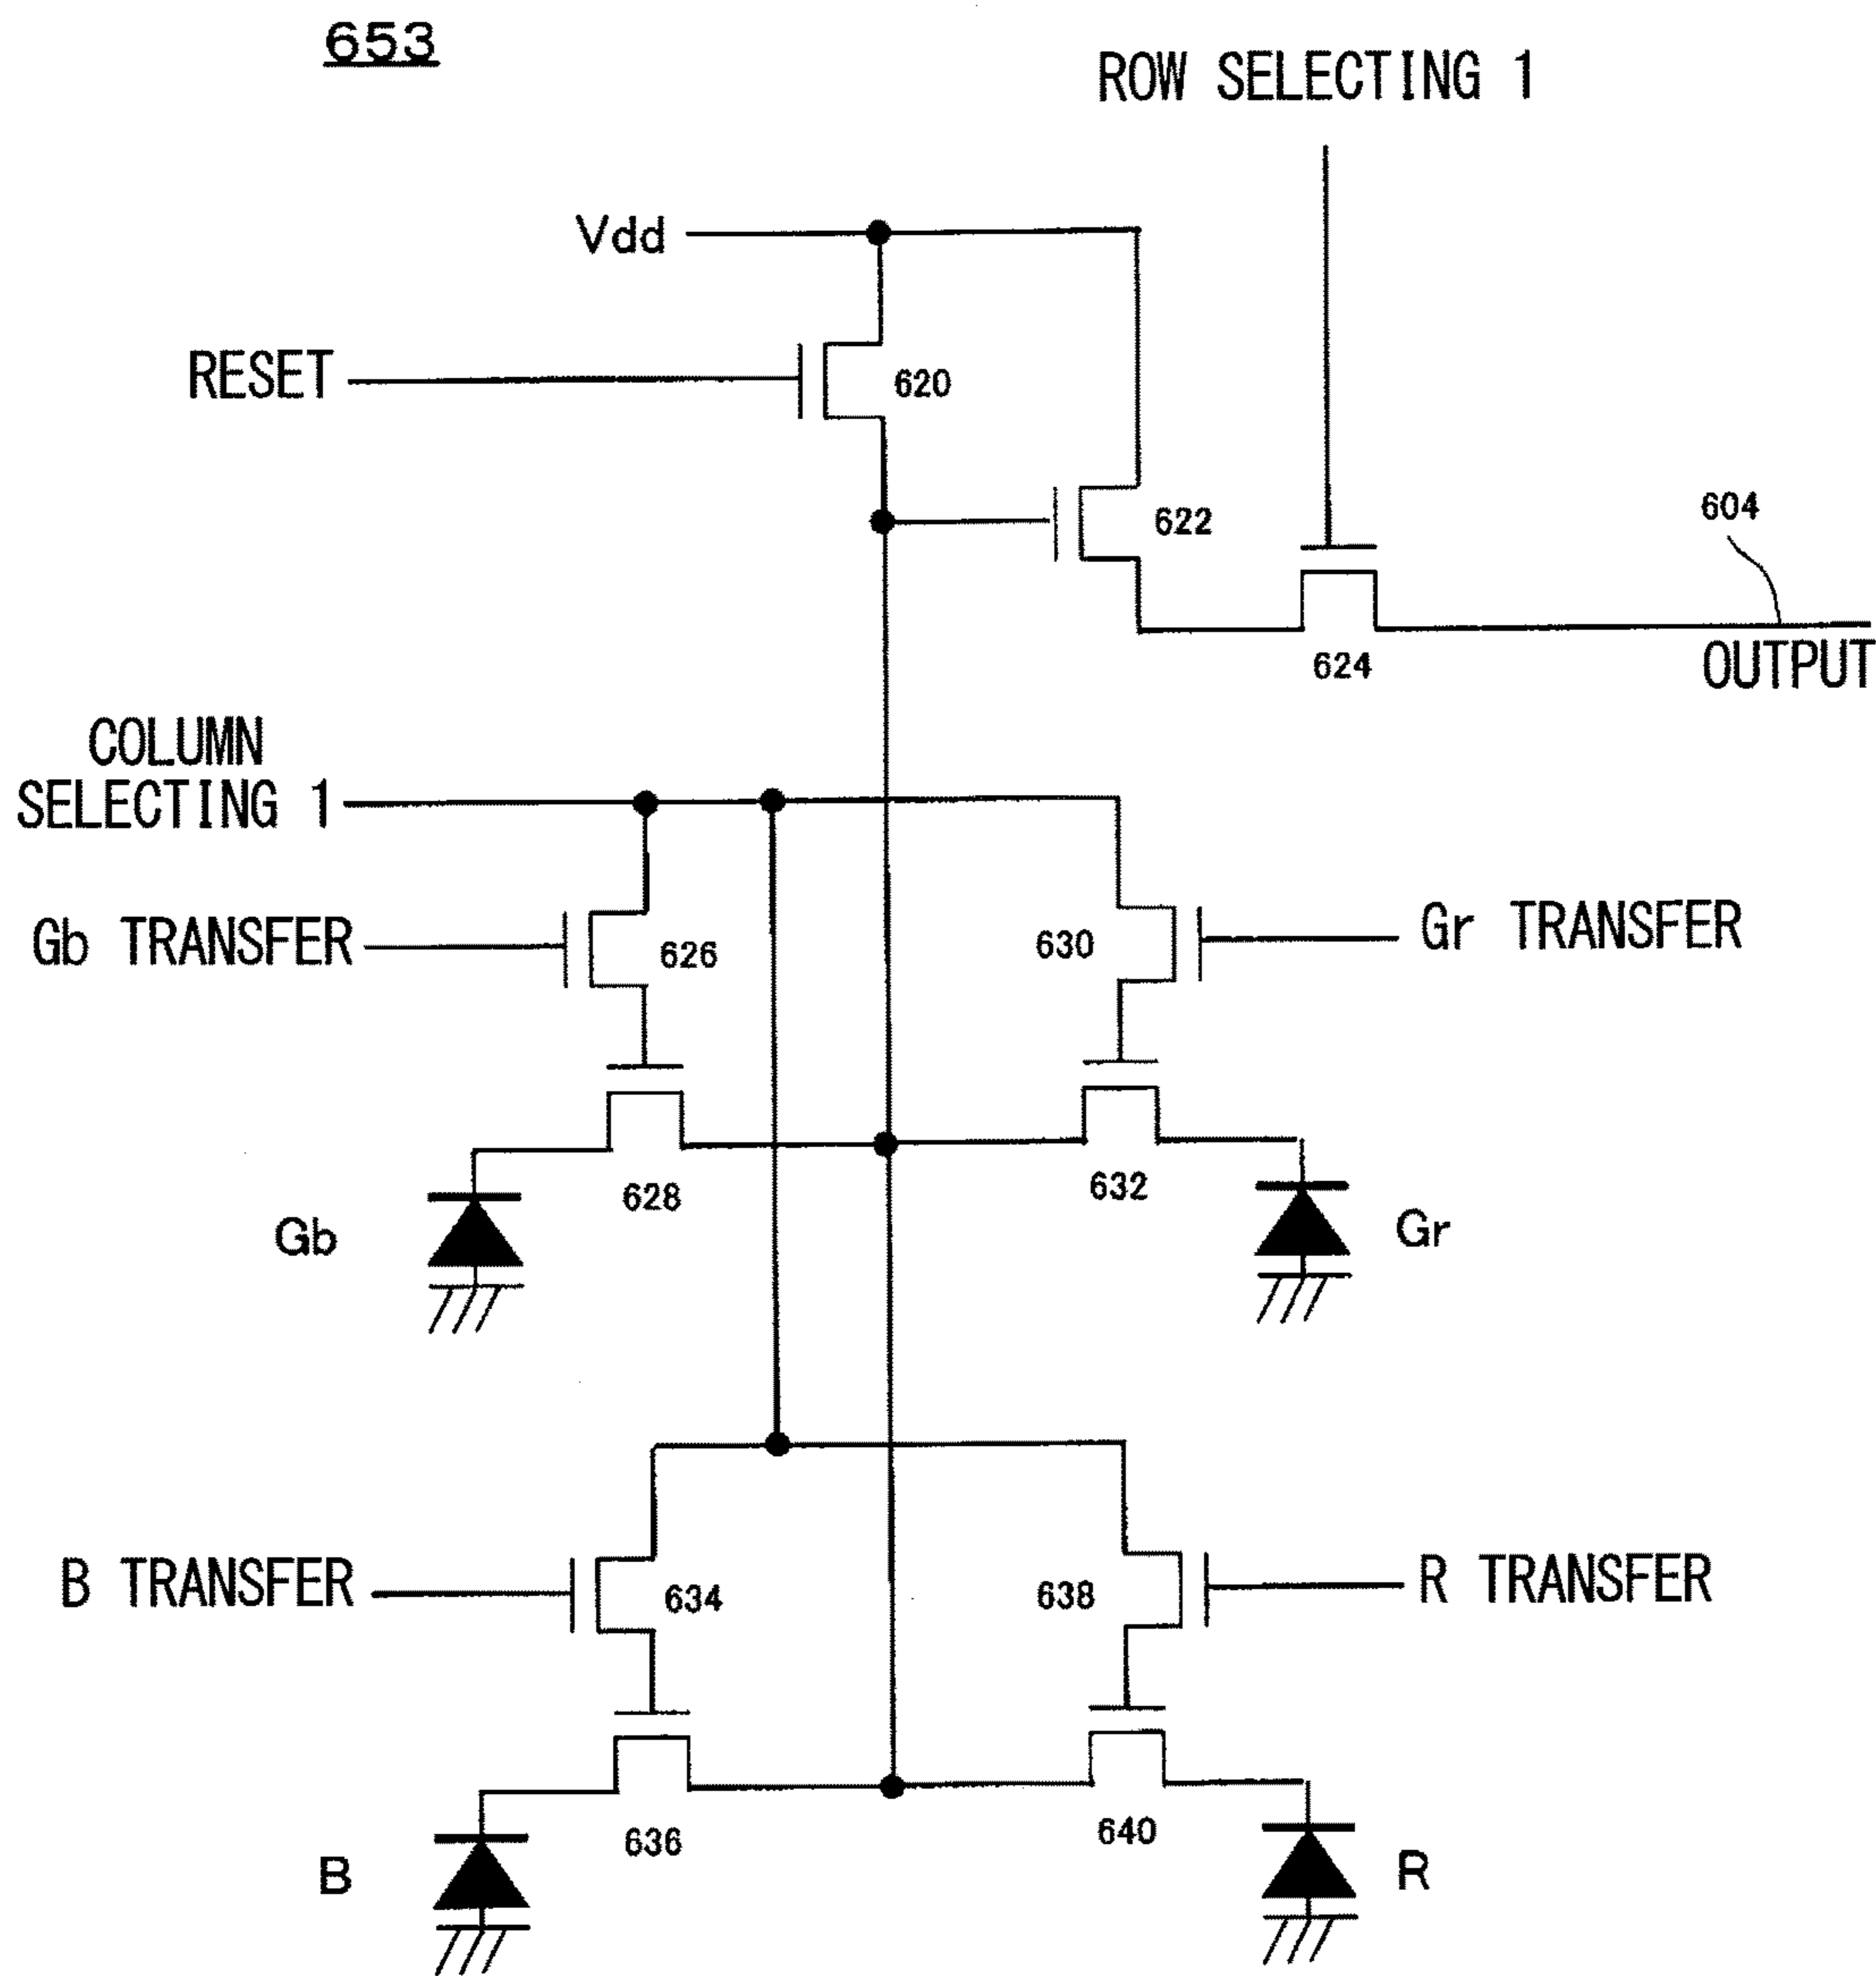 653
ROW SELECTING 1
Vdd
RESET
620
622
604
624
OUTPUT
COLUMN
SELECTING 1
Gb TRANSFER
626
630
Gr TRANSFER
628
632
Gb
Gr
B TRANSFER
634
638
R TRANSFER
636
640
B
R